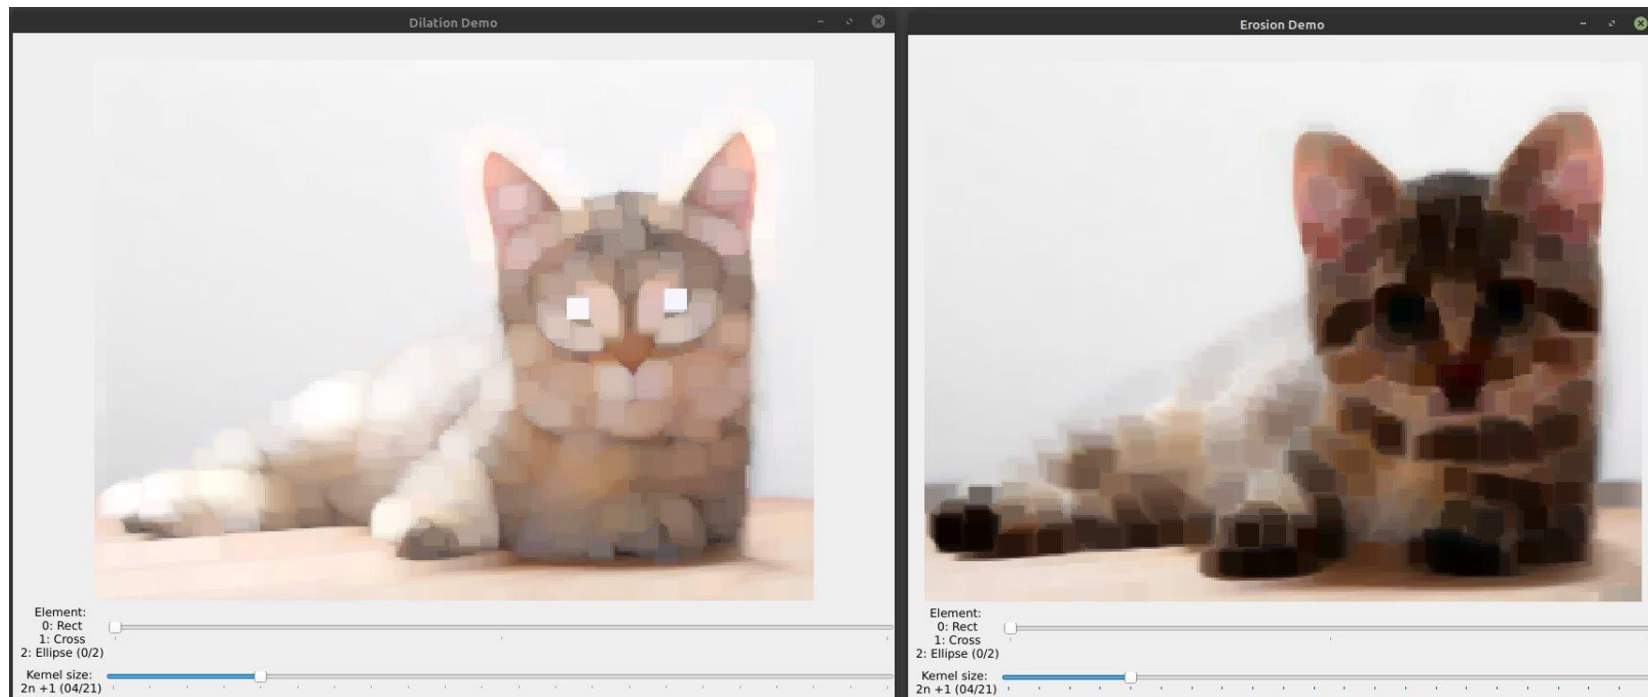 Dilation Demo
Element:
0: Rect
1: Cross
2: Ellipse (0/2)
Kernel size:
2n +1 (04/21)
Erosion Demo
Element:
0: Rect
1: Cross
2: Ellipse (0/2)
Kernel size:
2n +1 (04/21)